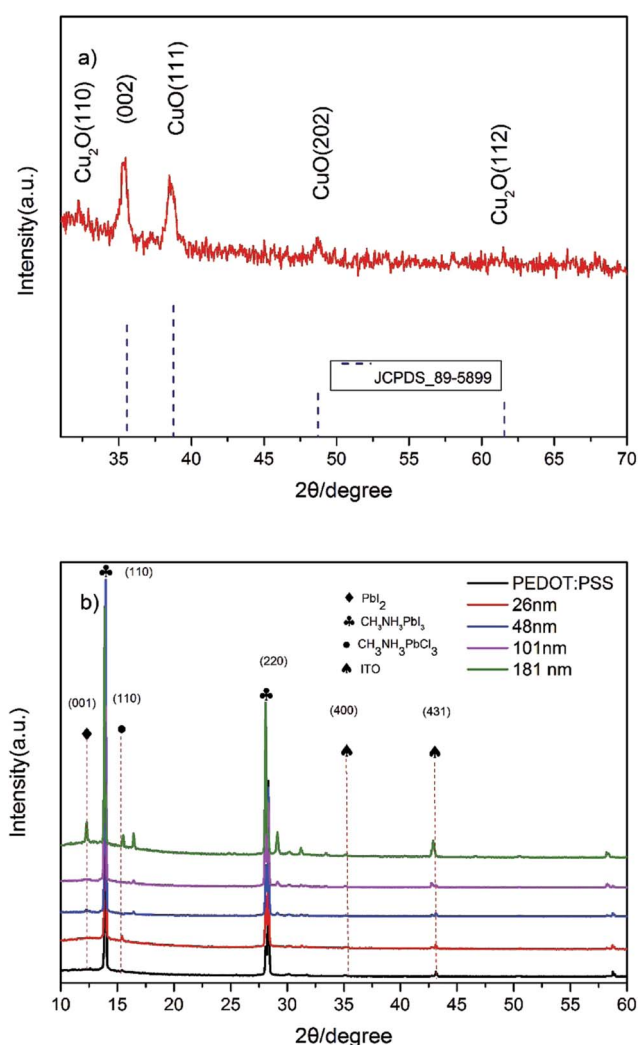 a)
Cu2O(110)
(002)
CuO(111)
CuO(202)
Cu2O(112)
Intensity(a.u.)
JCPDS_89-5899
35 40 45 50 55 60 65 70
2θ/degree
b)
(110)
(001)
(110)
(220)
(400)
(431)
♦ PbI2
♣ CH3NH3PbI3
● CH3NH3PbCl3
♠ ITO
PEDOT:PSS
26nm
48nm
101nm
181 nm
Intensity(a.u.)
10 15 20 25 30 35 40 45 50 55 60
2θ/degree